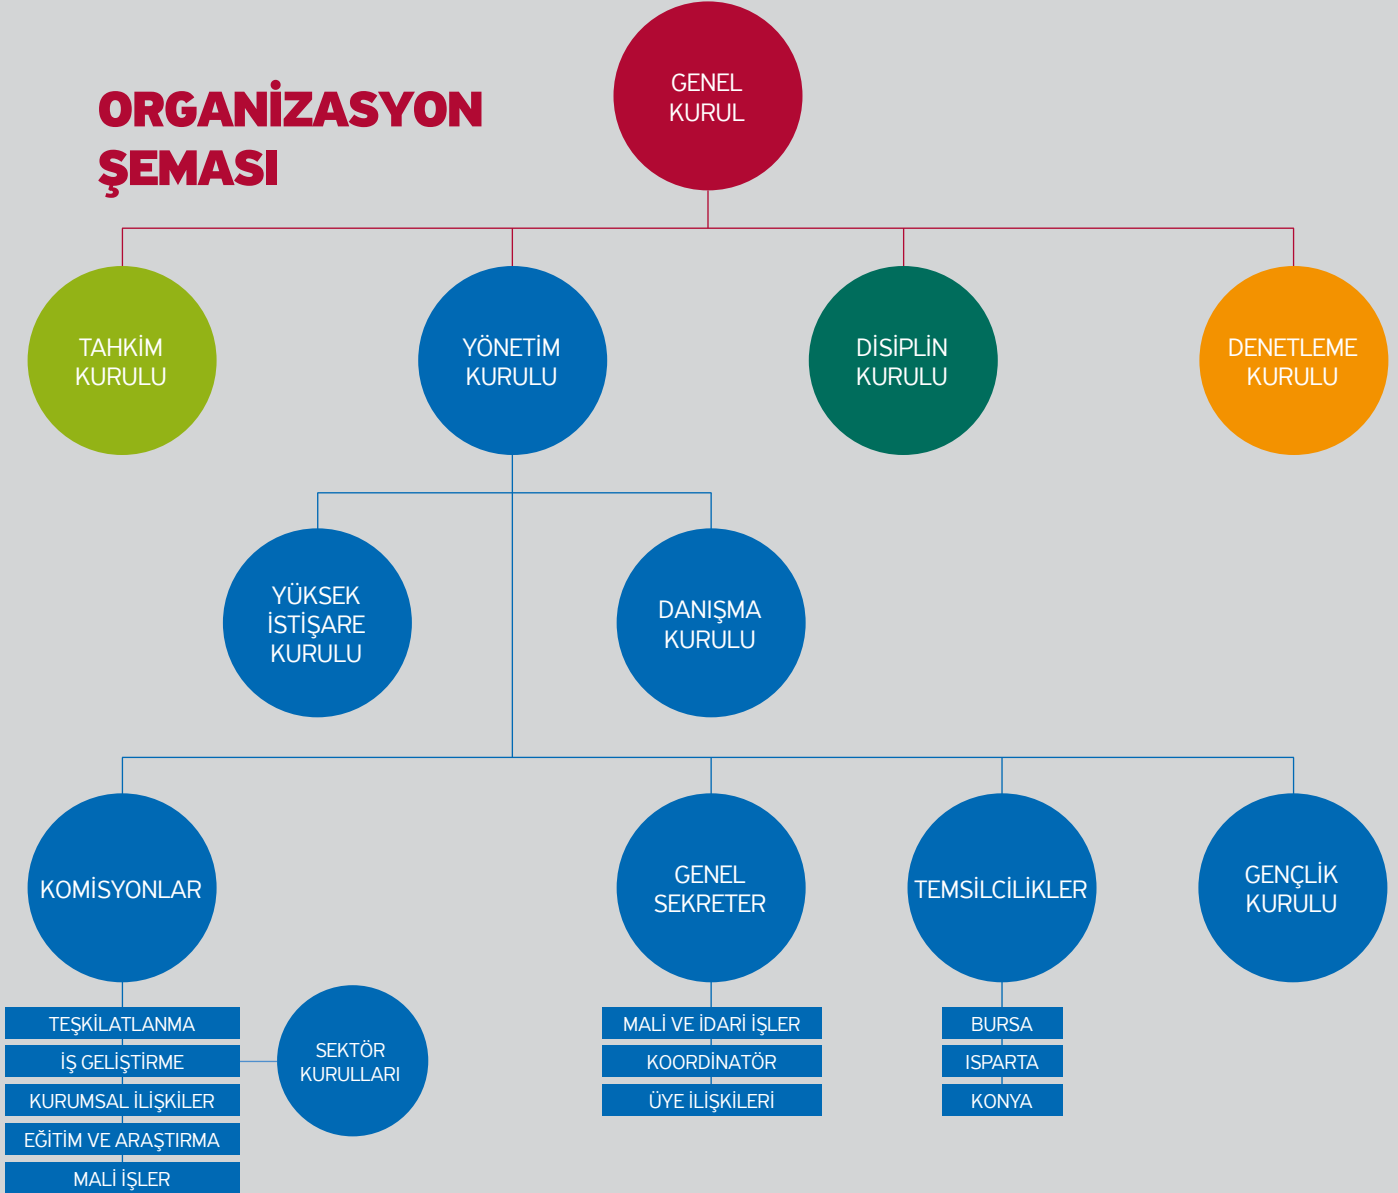 ORGANİZASYON
ŞEMASI
GENEL
KURUL
TAHKİM
KURULU
YÖNETİM
KURULU
DİSİPLİN
KURULU
DENETLEME
KURULU
YÜKSEK
İSTİŞARE
KURULU
DANIŞMA
KURULU
KOMİSYONLAR
GENEL
SEKRETER
TEMSİLCİLİKLER
GENÇLİK
KURULU
TEŞKİLATLANMA
İŞ GELİŞTİRME
KURUMSAL İLİŞKİLER
EĞİTİM VE ARAŞTIRMA
MALİ İŞLER
SEKTÖR
KURULLARI
MALİ VE İDARİ İŞLER
KOORDİNATÖR
ÜYE İLİŞKİLERİ
BURSA
ISPARTA
KONYA